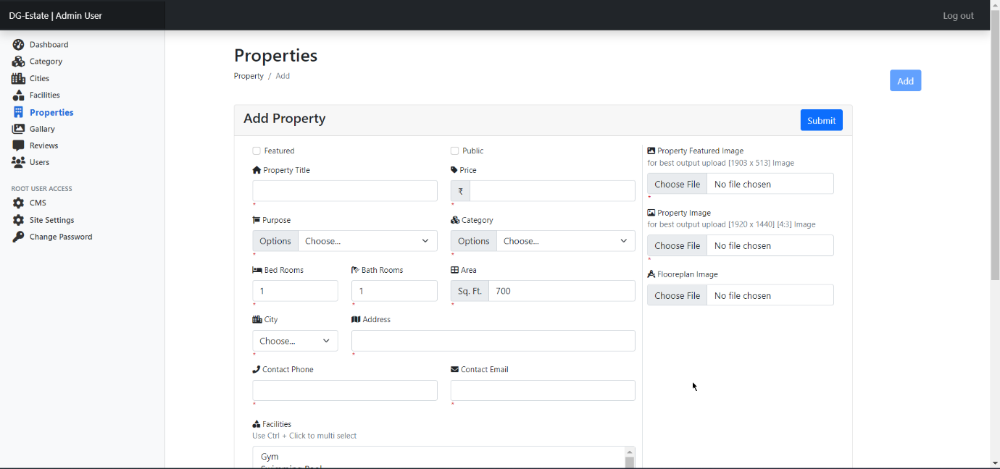 DG-Estate | Admin User
Log out
Dashboard
Category
Cities
Facilities
Properties
Gallary
Reviews
Users
ROOT USER ACCESS
CMS
Site Settings
Change Password
Properties
Property / Add
Add
Add Property
Submit
Featured
Public
Property Title
*
Price
₹
*
Purpose
Options Choose...
*
Category
Options Choose...
*
Bed Rooms
1
*
Bath Rooms
1
*
Area
Sq. Ft. 700
*
City
Choose...
*
Address
*
Contact Phone
*
Contact Email
*
Facilities
Use Ctrl + Click to multi select
Gym
Swimming Pool
Property Featured Image
for best output upload [1903 x 513] Image
Choose File No file chosen
*
Property Image
for best output upload [1920 x 1440] [4:3] Image
Choose File No file chosen
*
Flooreplan Image
Choose File No file chosen